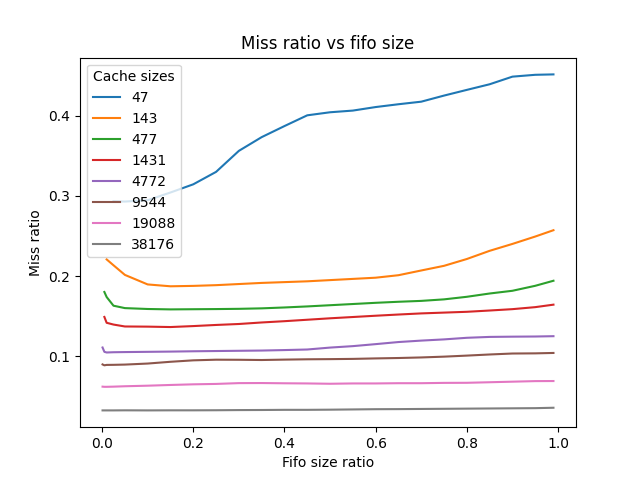 Miss ratio vs fifo size
Cache sizes
47
143
477
1431
4772
9544
19088
38176
0.4
0.3
0.2
0.1
Miss ratio
0.0 0.2 0.4 0.6 0.8 1.0
Fifo size ratio